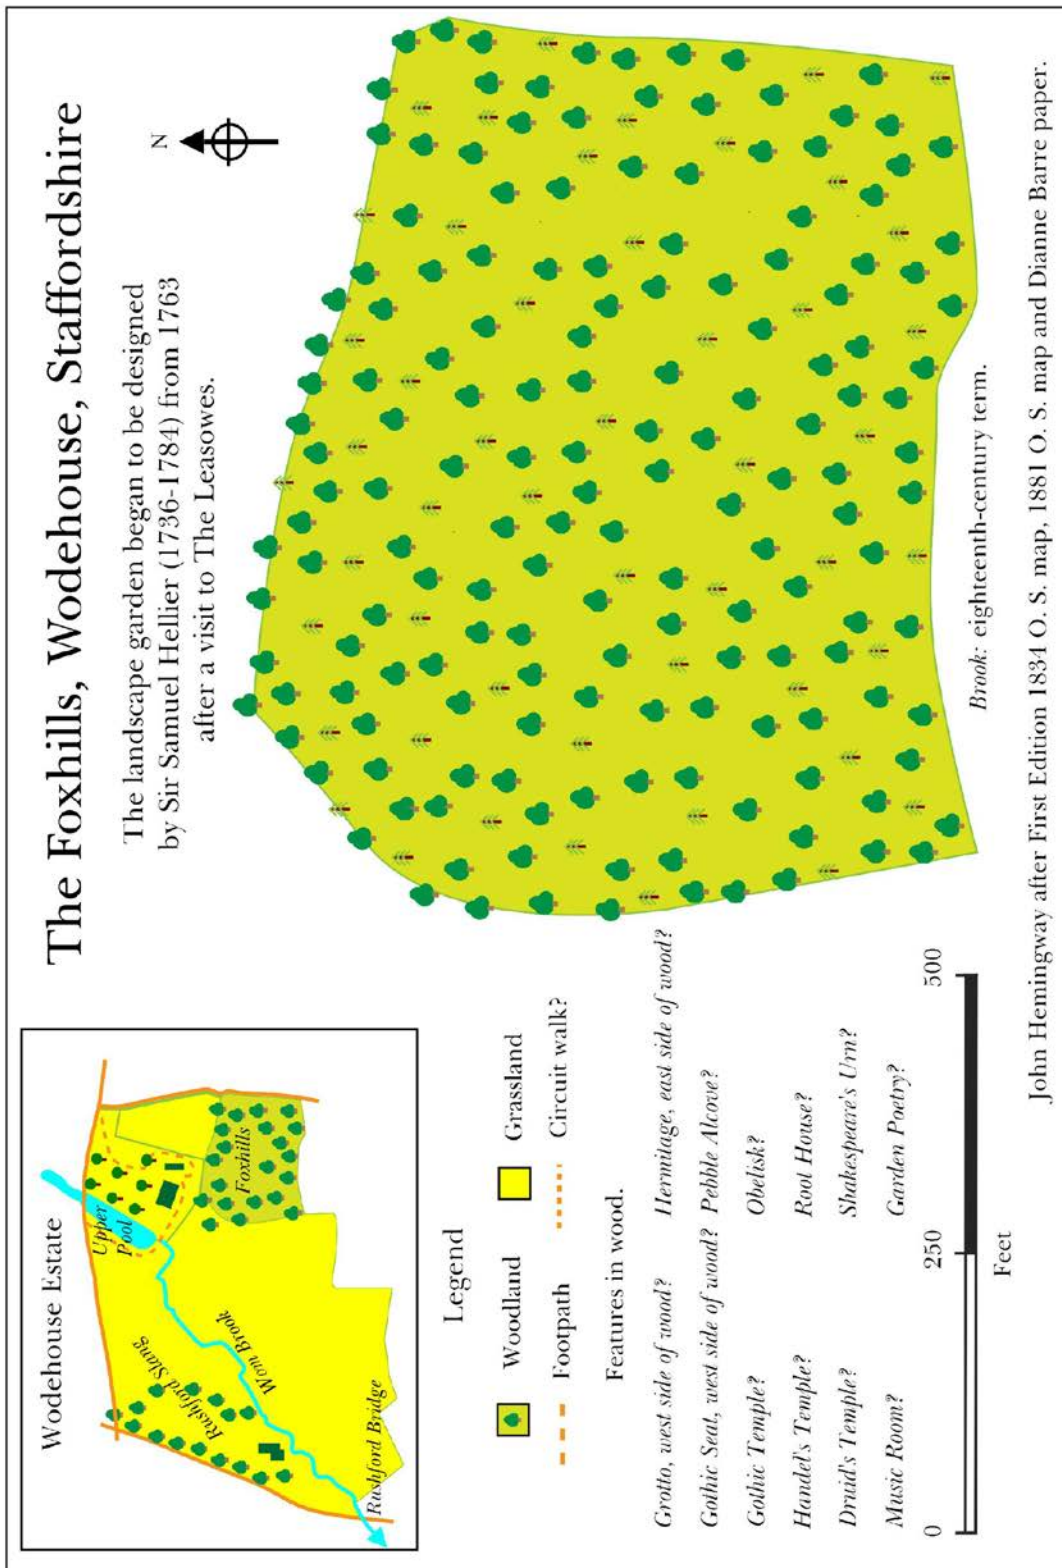 The Foxhills, Wodehouse, Staffordshire
The landscape garden began to be designed
by Sir Samuel Hellier (1736-1784) from 1763
after a visit to The Leasowes.
N
Wodehouse Estate
Upper
Pool
Foxhills
Rushford Slang
Wom Brook
Rushford Bridge
Legend
Woodland
Grassland
Footpath
Circuit walk?
Features in wood.
Grotto, west side of wood?
Hermitage, east side of wood?
Gothic Seat, west side of wood?
Pebble Alcove?
Gothic Temple?
Obelisk?
Handel's Temple?
Root House?
Druid's Temple?
Shakespeare's Urn?
Music Room?
Garden Poetry?
0
250
500
Feet
Brook: eighteenth-century term.
John Hemingway after First Edition 1834 O. S. map, 1881 O. S. map and Dianne Barre paper.